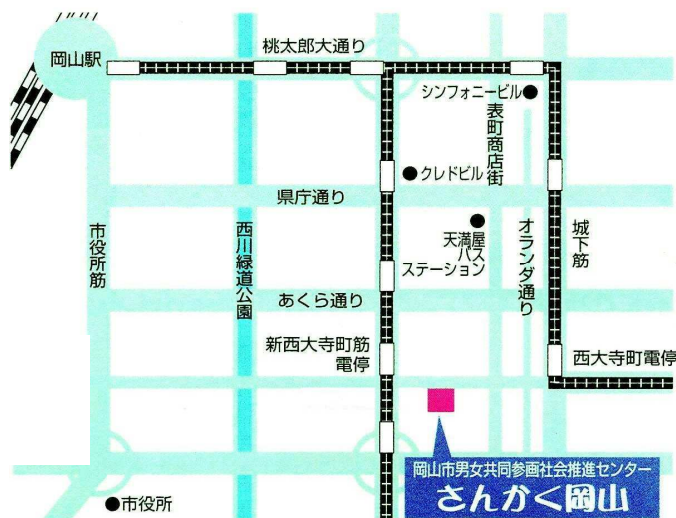 岡山駅
桃太郎大通り
シンフォニービル
表町商店街
クレドビル
県庁通り
市役所筋
西川緑道公園
天満屋
バス
ステーション
オランダ通り
城下筋
あくら通り
新西大寺町筋
電停
西大寺町電停
岡山市男女共同参画社会推進センター
さんかく岡山
市役所